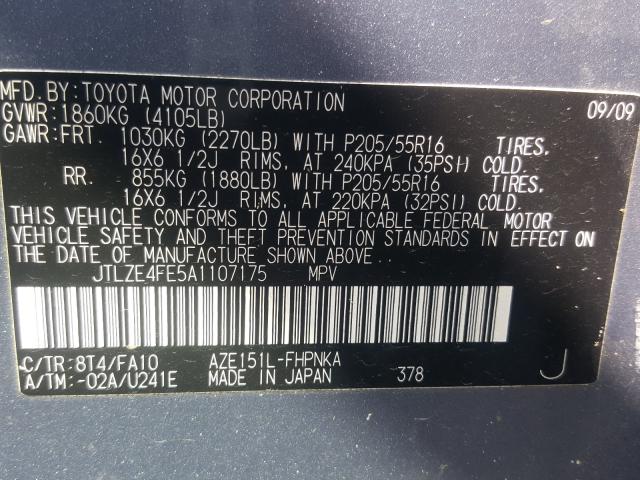 MFD. BY: TOYOTA MOTOR CORPORATION 09/09
GVWR: 1860KG (4105LB)
GAWR: FRT. 1030KG (2270LB) WITH P205/55R16 TIRES,
16X6 1/2J RIMS, AT 240KPA (35PSI) COLD.
RR. 855KG (1880LB) WITH P205/55R16 TIRES,
16X6 1/2J RIMS, AT 220KPA (32PSI) COLD.
THIS VEHICLE CONFORMS TO ALL APPLICABLE FEDERAL MOTOR
VEHICLE SAFETY AND THEFT PREVENTION STANDARDS IN EFFECT ON
THE DATE OF MANUFACTURE SHOWN ABOVE.
JTLZE4FE5A1107175 MPV
C/TR: 8T4/FA10 AZE151L-FHPNKA
A/TM: -02A/U241E MADE IN JAPAN 378 J